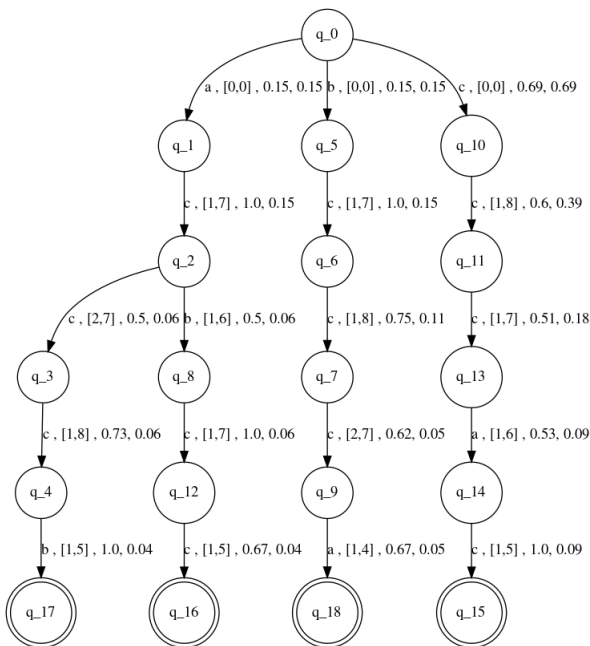 q_0
a , [0,0] , 0.15, 0.15 b , [0,0] , 0.15, 0.15 c , [0,0] , 0.69, 0.69
q_1 q_5 q_10
c , [1,7] , 1.0, 0.15 c , [1,7] , 1.0, 0.15 c , [1,8] , 0.6, 0.39
q_2 q_6 q_11
c , [2,7] , 0.5, 0.06 b , [1,6] , 0.5, 0.06 c , [1,8] , 0.75, 0.11 c , [1,7] , 0.51, 0.18
q_3 q_8 q_7 q_13
c , [1,8] , 0.73, 0.06 c , [1,7] , 1.0, 0.06 c , [2,7] , 0.62, 0.05 a , [1,6] , 0.53, 0.09
q_4 q_12 q_9 q_14
b , [1,5] , 1.0, 0.04 c , [1,5] , 0.67, 0.04 a , [1,4] , 0.67, 0.05 c , [1,5] , 1.0, 0.09
q_17 q_16 q_18 q_15